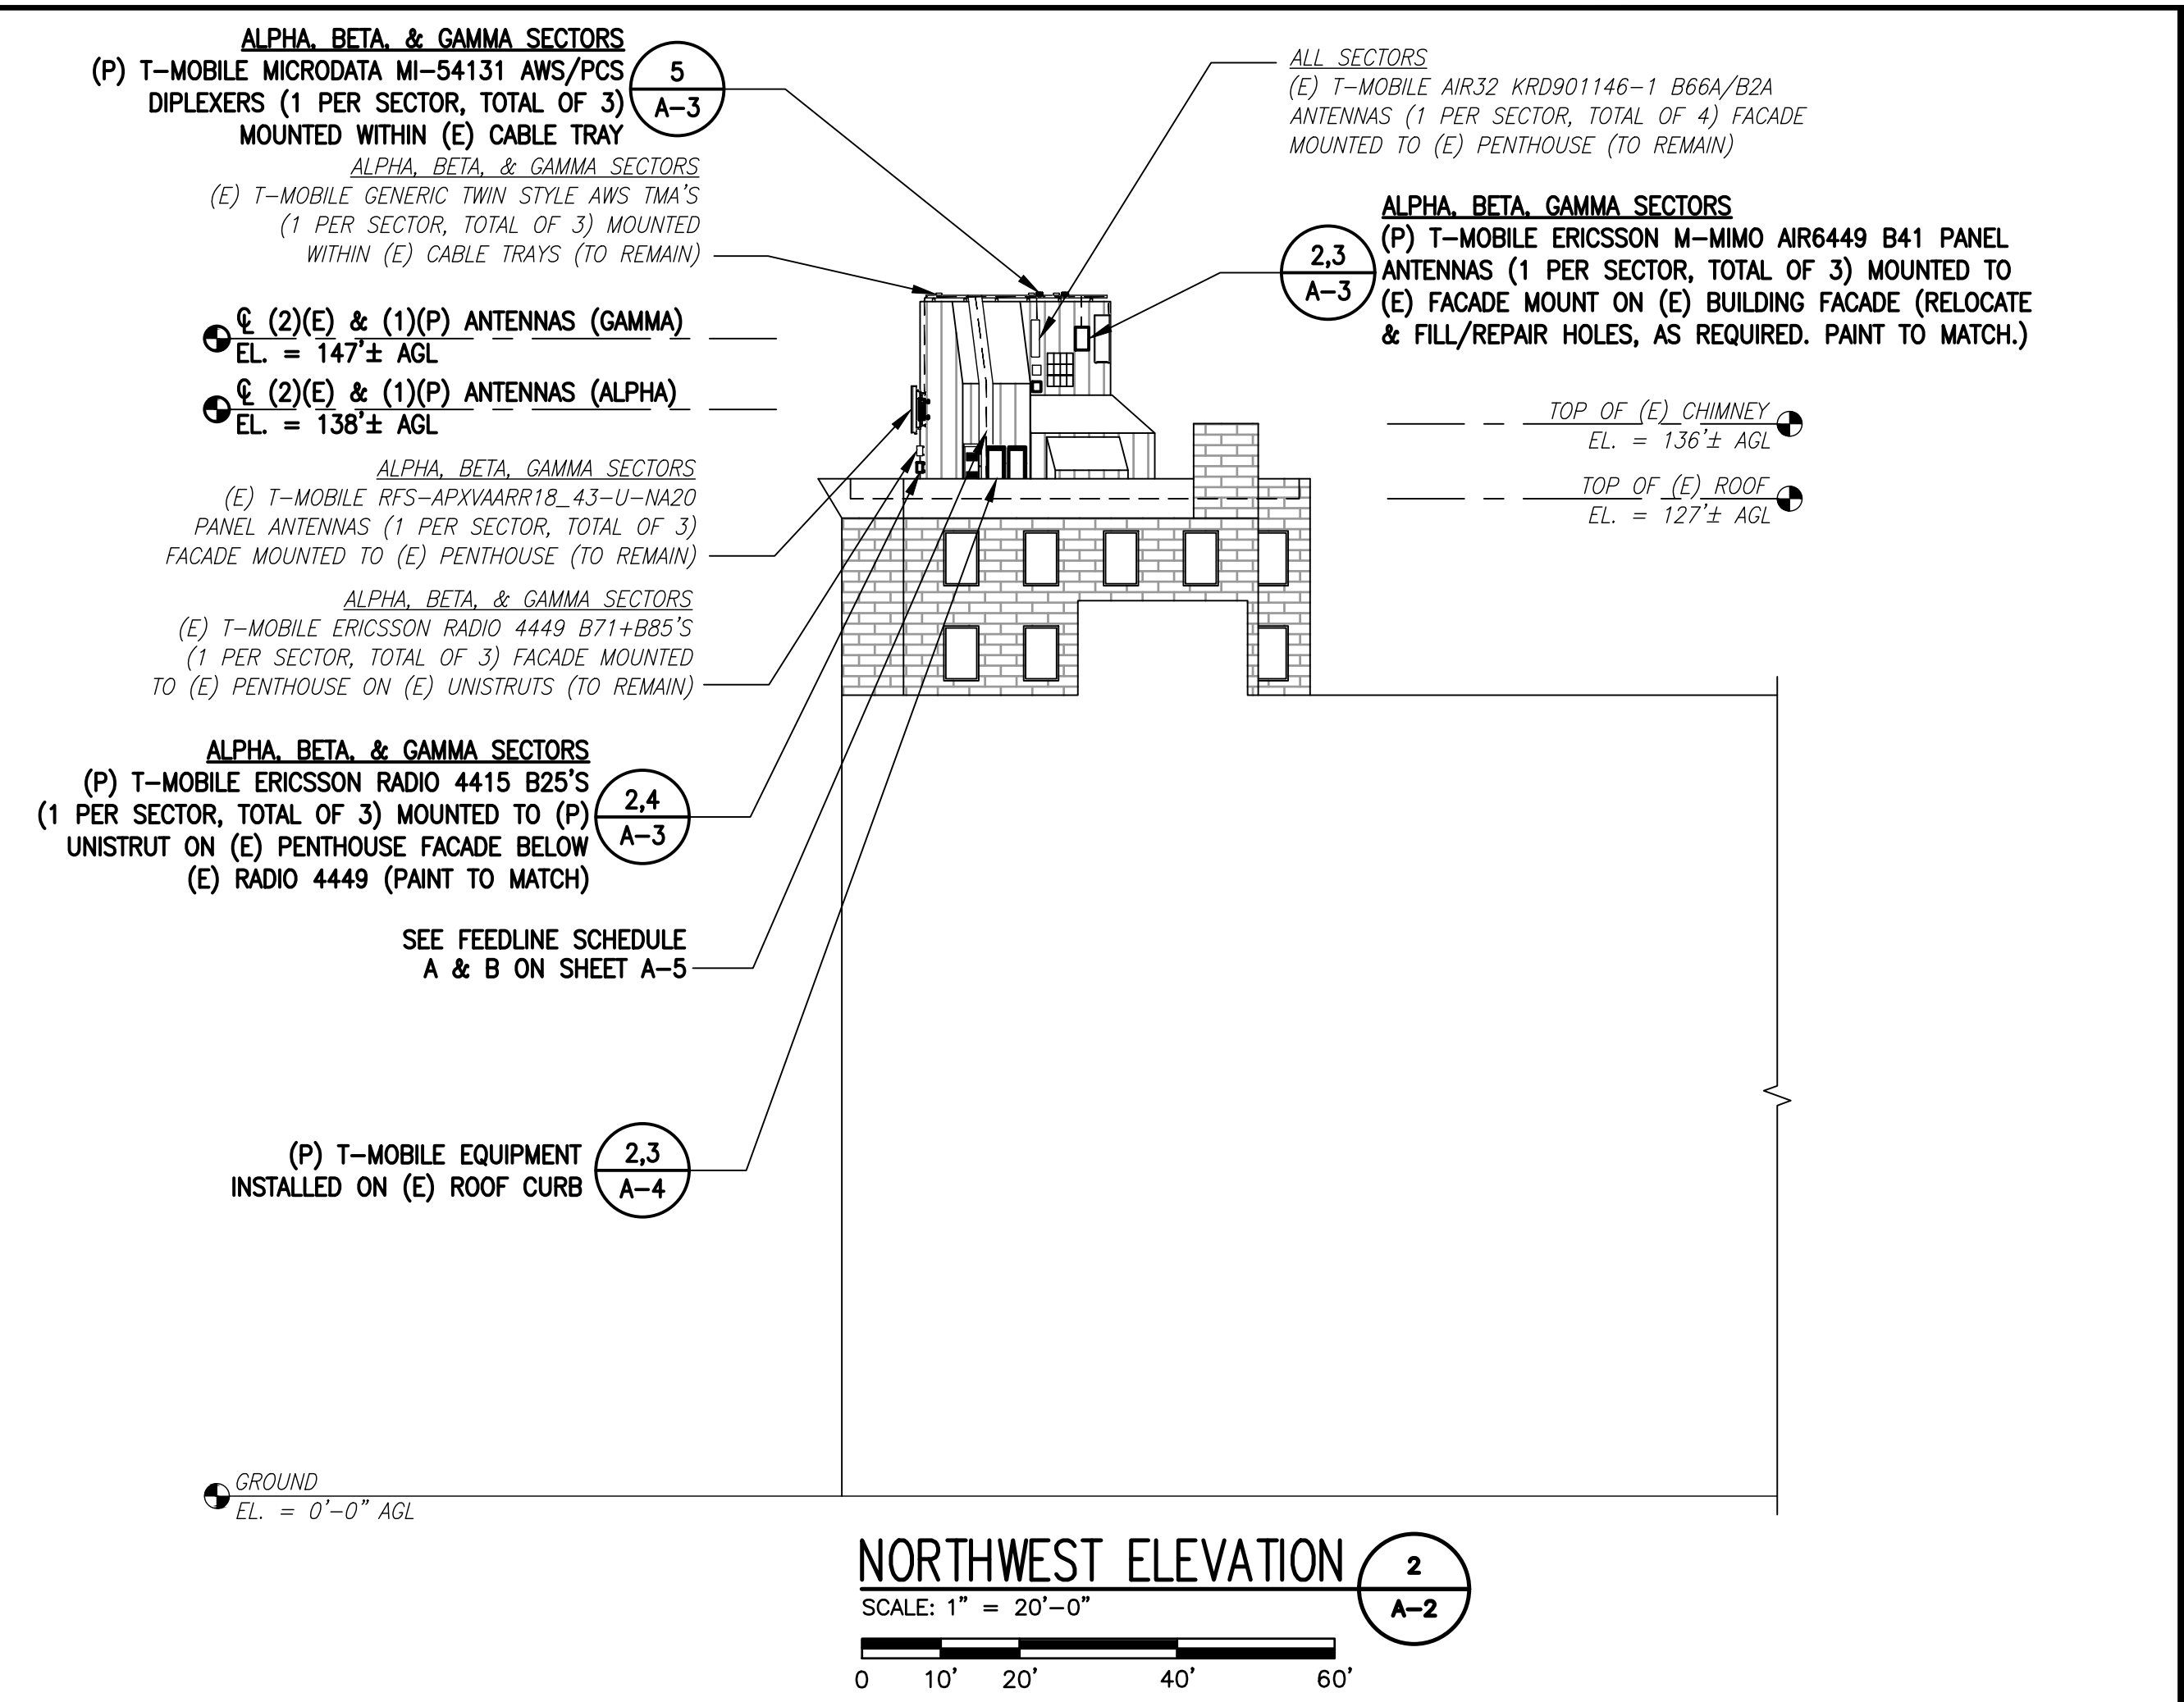 ALPHA, BETA, & GAMMA SECTORS
(P) T-MOBILE MICRODATA MI-54131 AWS/PCS
DIPLEXERS (1 PER SECTOR, TOTAL OF 3)
MOUNTED WITHIN (E) CABLE TRAY
5
A-3
ALPHA, BETA, & GAMMA SECTORS
(E) T-MOBILE GENERIC TWIN STYLE AWS TMA'S
(1 PER SECTOR, TOTAL OF 3) MOUNTED
WITHIN (E) CABLE TRAYS (TO REMAIN)
℄ (2)(E) & (1)(P) ANTENNAS (GAMMA)
EL. = 147'± AGL
℄ (2)(E) & (1)(P) ANTENNAS (ALPHA)
EL. = 138'± AGL
ALPHA, BETA, GAMMA SECTORS
(E) T-MOBILE RFS-APXVAARR18_43-U-NA20
PANEL ANTENNAS (1 PER SECTOR, TOTAL OF 3)
FACADE MOUNTED TO (E) PENTHOUSE (TO REMAIN)
ALPHA, BETA, & GAMMA SECTORS
(E) T-MOBILE ERICSSON RADIO 4449 B71+B85'S
(1 PER SECTOR, TOTAL OF 3) FACADE MOUNTED
TO (E) PENTHOUSE ON (E) UNISTRUTS (TO REMAIN)
ALPHA, BETA, & GAMMA SECTORS
(P) T-MOBILE ERICSSON RADIO 4415 B25'S
(1 PER SECTOR, TOTAL OF 3) MOUNTED TO (P)
UNISTRUT ON (E) PENTHOUSE FACADE BELOW
(E) RADIO 4449 (PAINT TO MATCH)
2,4
A-3
SEE FEEDLINE SCHEDULE
A & B ON SHEET A-5
(P) T-MOBILE EQUIPMENT
INSTALLED ON (E) ROOF CURB
2,3
A-4
ALL SECTORS
(E) T-MOBILE AIR32 KRD901146-1 B66A/B2A
ANTENNAS (1 PER SECTOR, TOTAL OF 4) FACADE
MOUNTED TO (E) PENTHOUSE (TO REMAIN)
2,3
A-3
ALPHA, BETA, GAMMA SECTORS
(P) T-MOBILE ERICSSON M-MIMO AIR6449 B41 PANEL
ANTENNAS (1 PER SECTOR, TOTAL OF 3) MOUNTED TO
(E) FACADE MOUNT ON (E) BUILDING FACADE (RELOCATE
& FILL/REPAIR HOLES, AS REQUIRED. PAINT TO MATCH.)
TOP OF (E) CHIMNEY
EL. = 136'± AGL
TOP OF (E) ROOF
EL. = 127'± AGL
GROUND
EL. = 0'-0" AGL
NORTHWEST ELEVATION
SCALE: 1" = 20'-0"
2
A-2
0 10' 20' 40' 60'